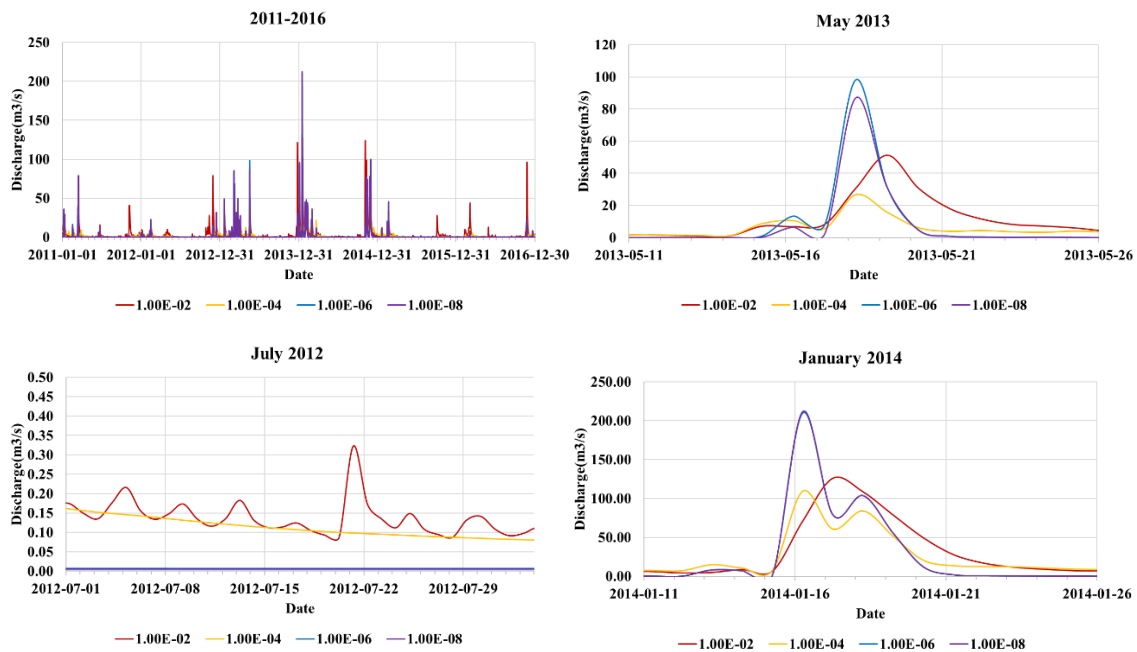 2011-2016
Discharge(m3/s)
250
200
150
100
50
0
2011-01-01 2012-01-01 2012-12-31 2013-12-31 2014-12-31 2015-12-31 2016-12-30
Date
1.00E-02 1.00E-04 1.00E-06 1.00E-08
May 2013
Discharge(m3/s)
120
100
80
60
40
20
0
2013-05-11 2013-05-16 2013-05-21 2013-05-26
Date
1.00E-02 1.00E-04 1.00E-06 1.00E-08
July 2012
Discharge(m3/s)
0.50
0.45
0.40
0.35
0.30
0.25
0.20
0.15
0.10
0.05
0.00
2012-07-01 2012-07-08 2012-07-15 2012-07-22 2012-07-29
Date
1.00E-02 1.00E-04 1.00E-06 1.00E-08
January 2014
Discharge(m3/s)
250.00
200.00
150.00
100.00
50.00
0.00
2014-01-11 2014-01-16 2014-01-21 2014-01-26
Date
1.00E-02 1.00E-04 1.00E-06 1.00E-08